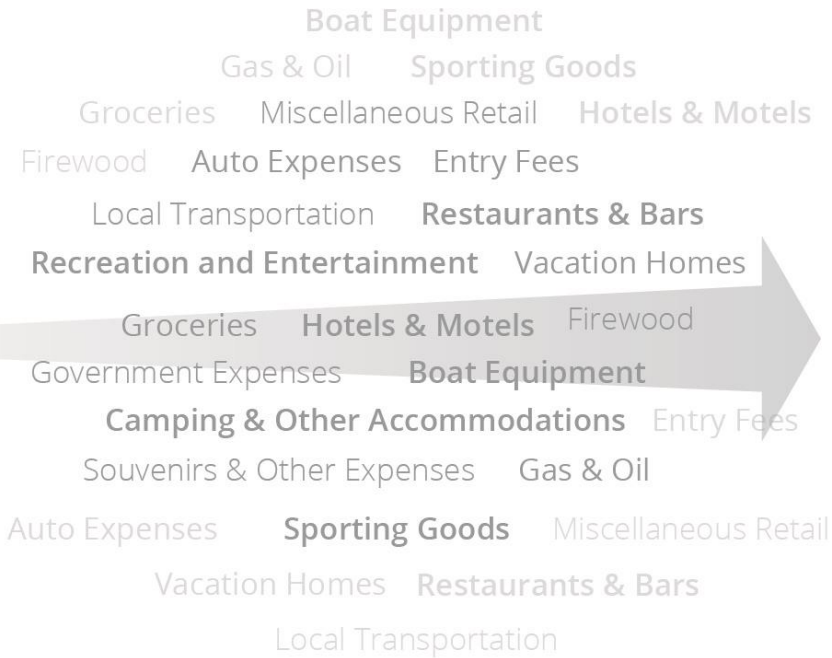 Boat Equipment
Gas & Oil Sporting Goods
Groceries Miscellaneous Retail Hotels & Motels
Firewood Auto Expenses Entry Fees
Local Transportation Restaurants & Bars
Recreation and Entertainment Vacation Homes
Groceries Hotels & Motels Firewood
Government Expenses Boat Equipment
Camping & Other Accommodations Entry Fees
Souvenirs & Other Expenses Gas & Oil
Auto Expenses Sporting Goods Miscellaneous Retail
Vacation Homes Restaurants & Bars
Local Transportation